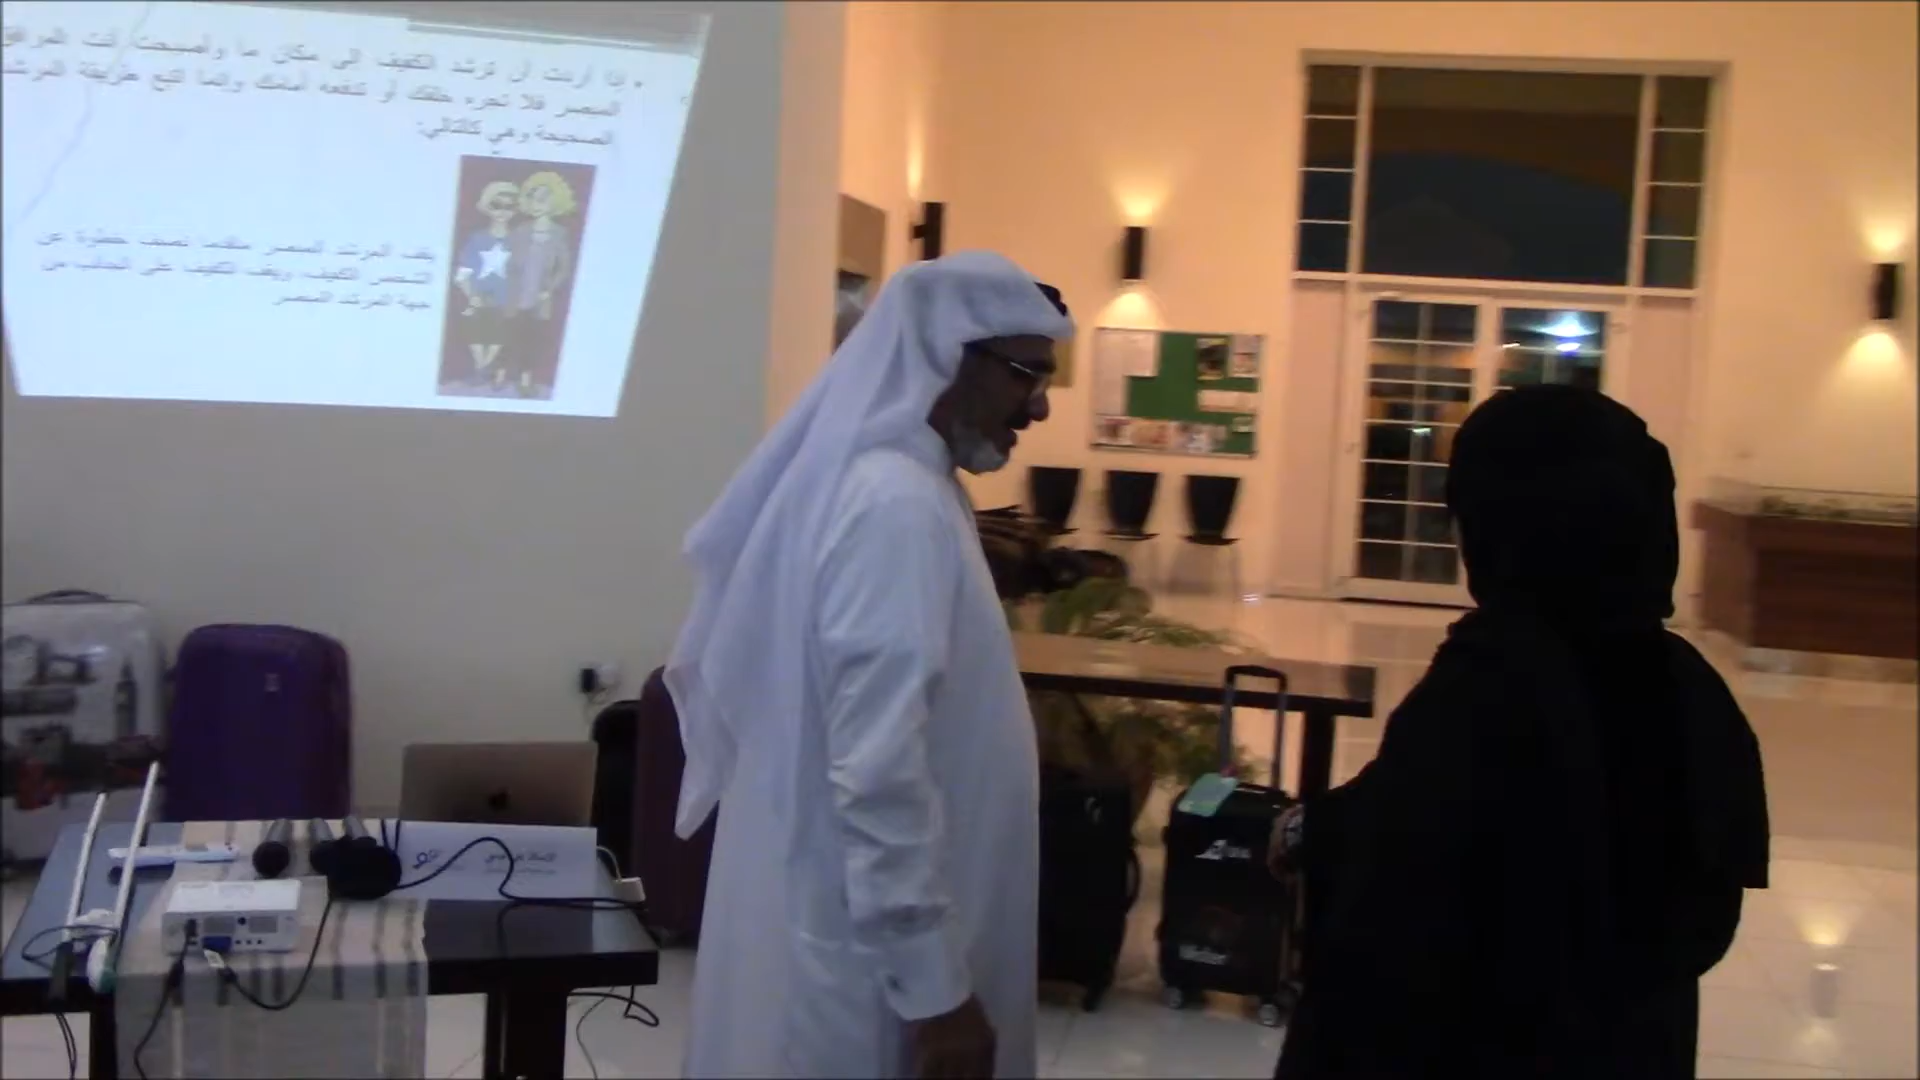 • إذا أردت أن ترشد الكفيف الى مكان ما وأصبحت أنت المرافق
المبصر فلا تجره خلفك أو تدفعه أمامك وإنما اتبع طريقة المرشد
الصحيحة وهي كالتالي:
يقف المرشد المبصر متقدما نصف خطوة عن
الشخص الكفيف، ويقف الكفيف على الجانب من
جهة المرشد المبصر